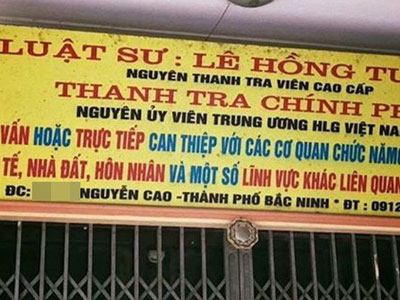 LUẬT SƯ : LÊ HỒNG
NGUYÊN THANH TRA VIÊN CAO CẤP
THANH TRA CHÍNH
NGUYÊN ỦY VIÊN TRUNG ƯƠNG HLG VIỆT NA
VẤN HOẶC TRỰC TIẾP CAN THIỆP VỚI CÁC CƠ QUAN CHỨC NĂNG
TẾ, NHÀ ĐẤT, HÔN NHÂN VÀ MỘT SỐ LĨNH VỰC KHÁC LIÊN QUAN
ĐC: NGUYỄN CAO -THÀNH PHỐ BẮC NINH * ĐT : 0912